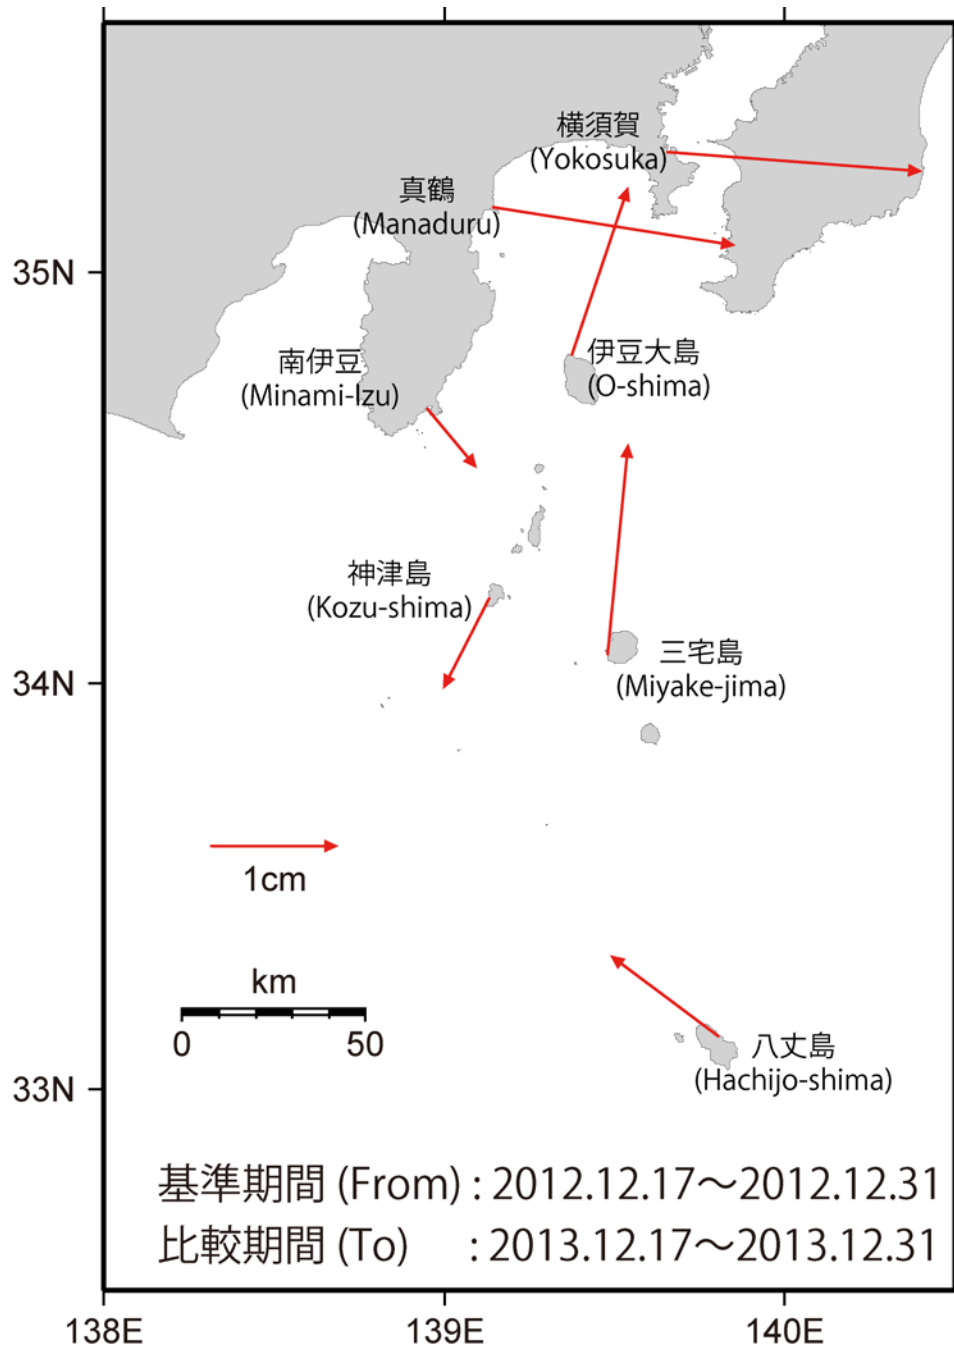 横須賀
(Yokosuka)
真鶴
(Manaduru)
35N
南伊豆
(Minami-Izu)
伊豆大島
(O-shima)
神津島
(Kozu-shima)
三宅島
(Miyake-jima)
34N
1cm
km
0 50
八丈島
(Hachijo-shima)
33N
基準期間 (From) : 2012.12.17～2012.12.31
比較期間 (To) : 2013.12.17～2013.12.31
138E 139E 140E